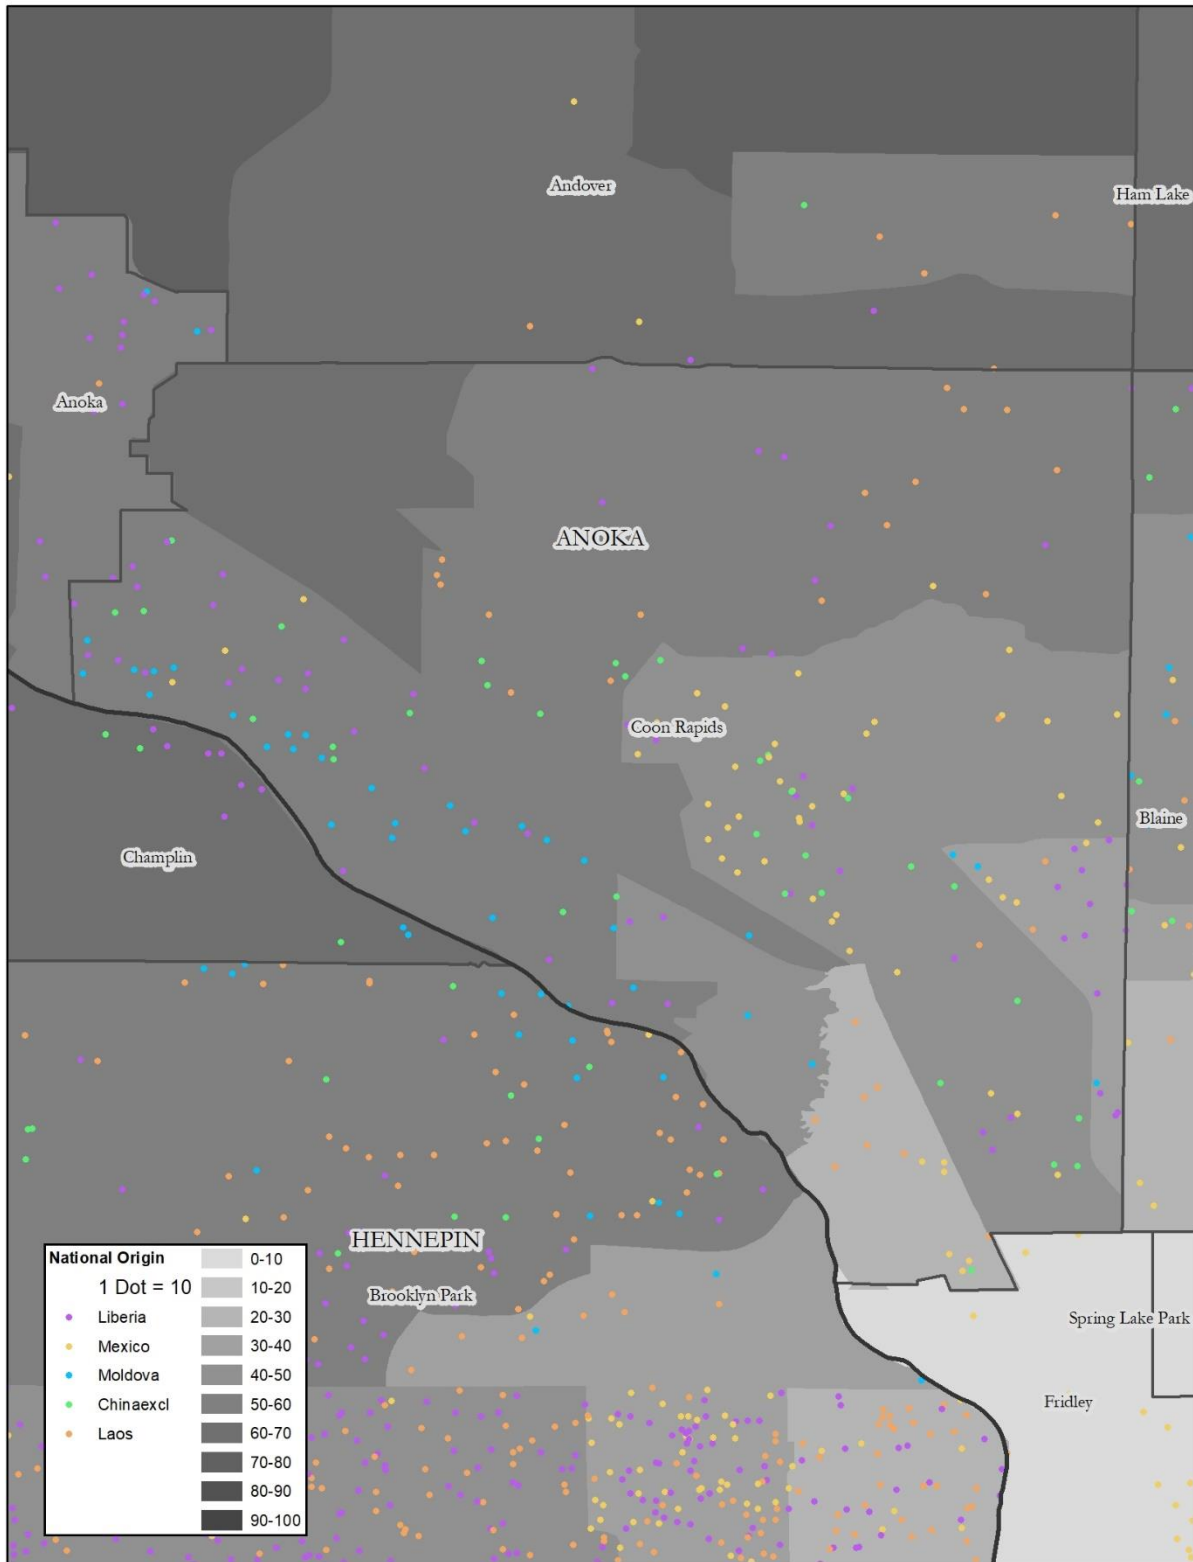 Andover
Ham Lake
Anoka
ANOKA
Coon Rapids
Blaine
Champlin
HENNEPIN
Brooklyn Park
Spring Lake Park
Fridley
National Origin
1 Dot = 10
Liberia
Mexico
Moldova
Chinaexcl
Laos
0-10
10-20
20-30
30-40
40-50
50-60
60-70
70-80
80-90
90-100